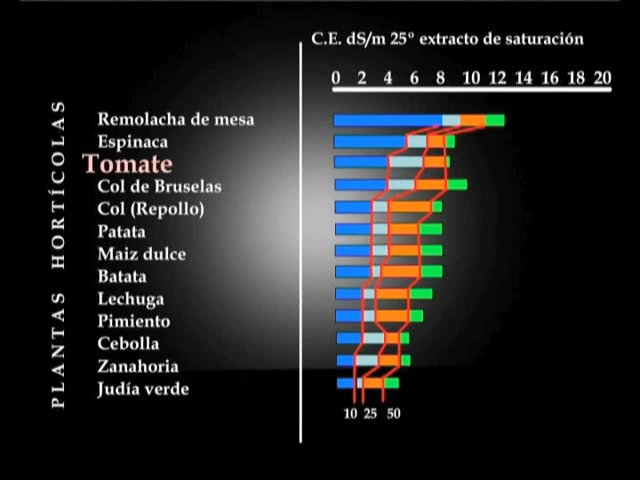 C.E. dS/m 25º extracto de saturación
0 2 4 6 8 10 12 14 16 18 20
PLANTAS HORTÍCOLAS
Remolacha de mesa
Espinaca
Tomate
Col de Bruselas
Col (Repollo)
Patata
Maiz dulce
Batata
Lechuga
Pimiento
Cebolla
Zanahoria
Judía verde
10 25 50